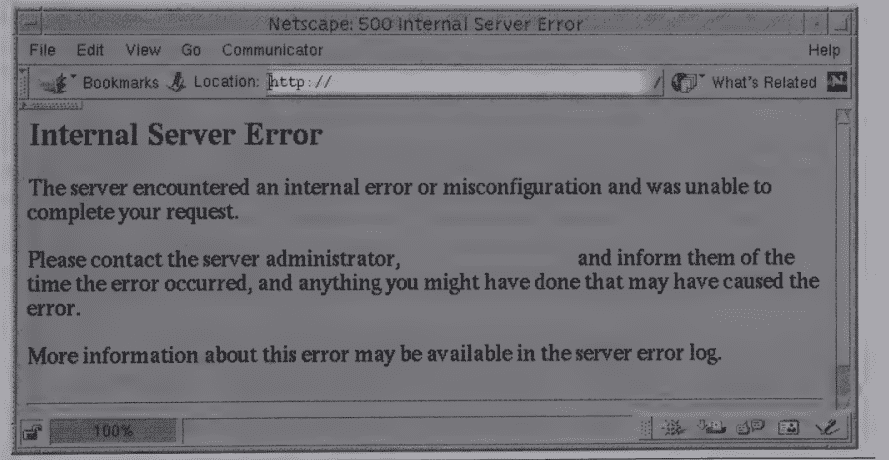 Netscape: 500 Internal Server Error
File Edit View Go Communicator Help
Bookmarks Location: http:// / What's Related N
Internal Server Error
The server encountered an internal error or misconfiguration and was unable to
complete your request.
Please contact the server administrator, and inform them of the
time the error occurred, and anything you might have done that may have caused the
error.
More information about this error may be available in the server error log.
100%